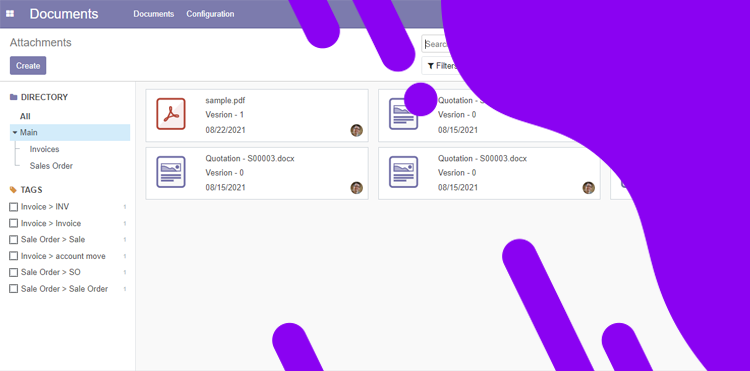 Documents Documents Configuration
Attachments
Searc
Create
Filters
DIRECTORY
All
Main
Invoices
Sales Order
TAGS
Invoice > INV 1
Invoice > Invoice 1
Sale Order > Sale 1
Invoice > account move 1
Sale Order > SO 1
Sale Order > Sale Order 1
sample.pdf
Vesrion - 1
08/22/2021
Quotation - S
Vesrion - 0
08/15/2021
Quotation - S00003.docx
Vesrion - 0
08/15/2021
Quotation - S00003.docx
Vesrion - 0
08/15/2021